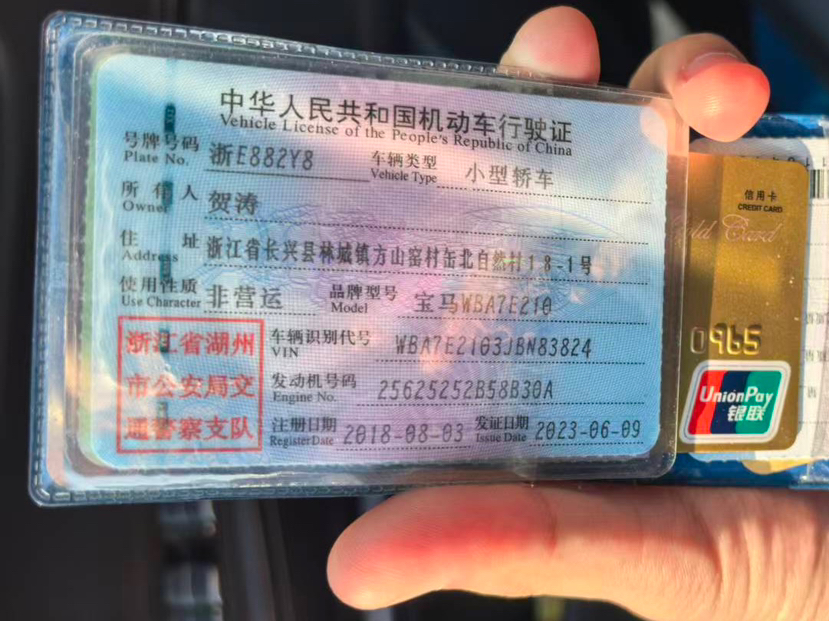 中华人民共和国机动车行驶证
Vehicle License of the People's Republic of China
号牌号码 浙E882Y8 车辆类型 小型轿车
Plate No. Vehicle Type
所有人 贺涛
Owner
住址 浙江省长兴县林城镇方山窑村缶北自然村18-1号
Address
使用性质 非营运 品牌型号 宝马WBA7E210
Use Character Model
浙江省湖州
市公安局交
通警察支队
车辆识别代号 WBA7E2103JBN83824
VIN
发动机号码 25625252B58B30A
Engine No.
注册日期 2018-08-03 发证日期 2023-06-09
Register Date Issue Date
信用卡
CREDIT CARD
Gold Card
0965
UnionPay
银联